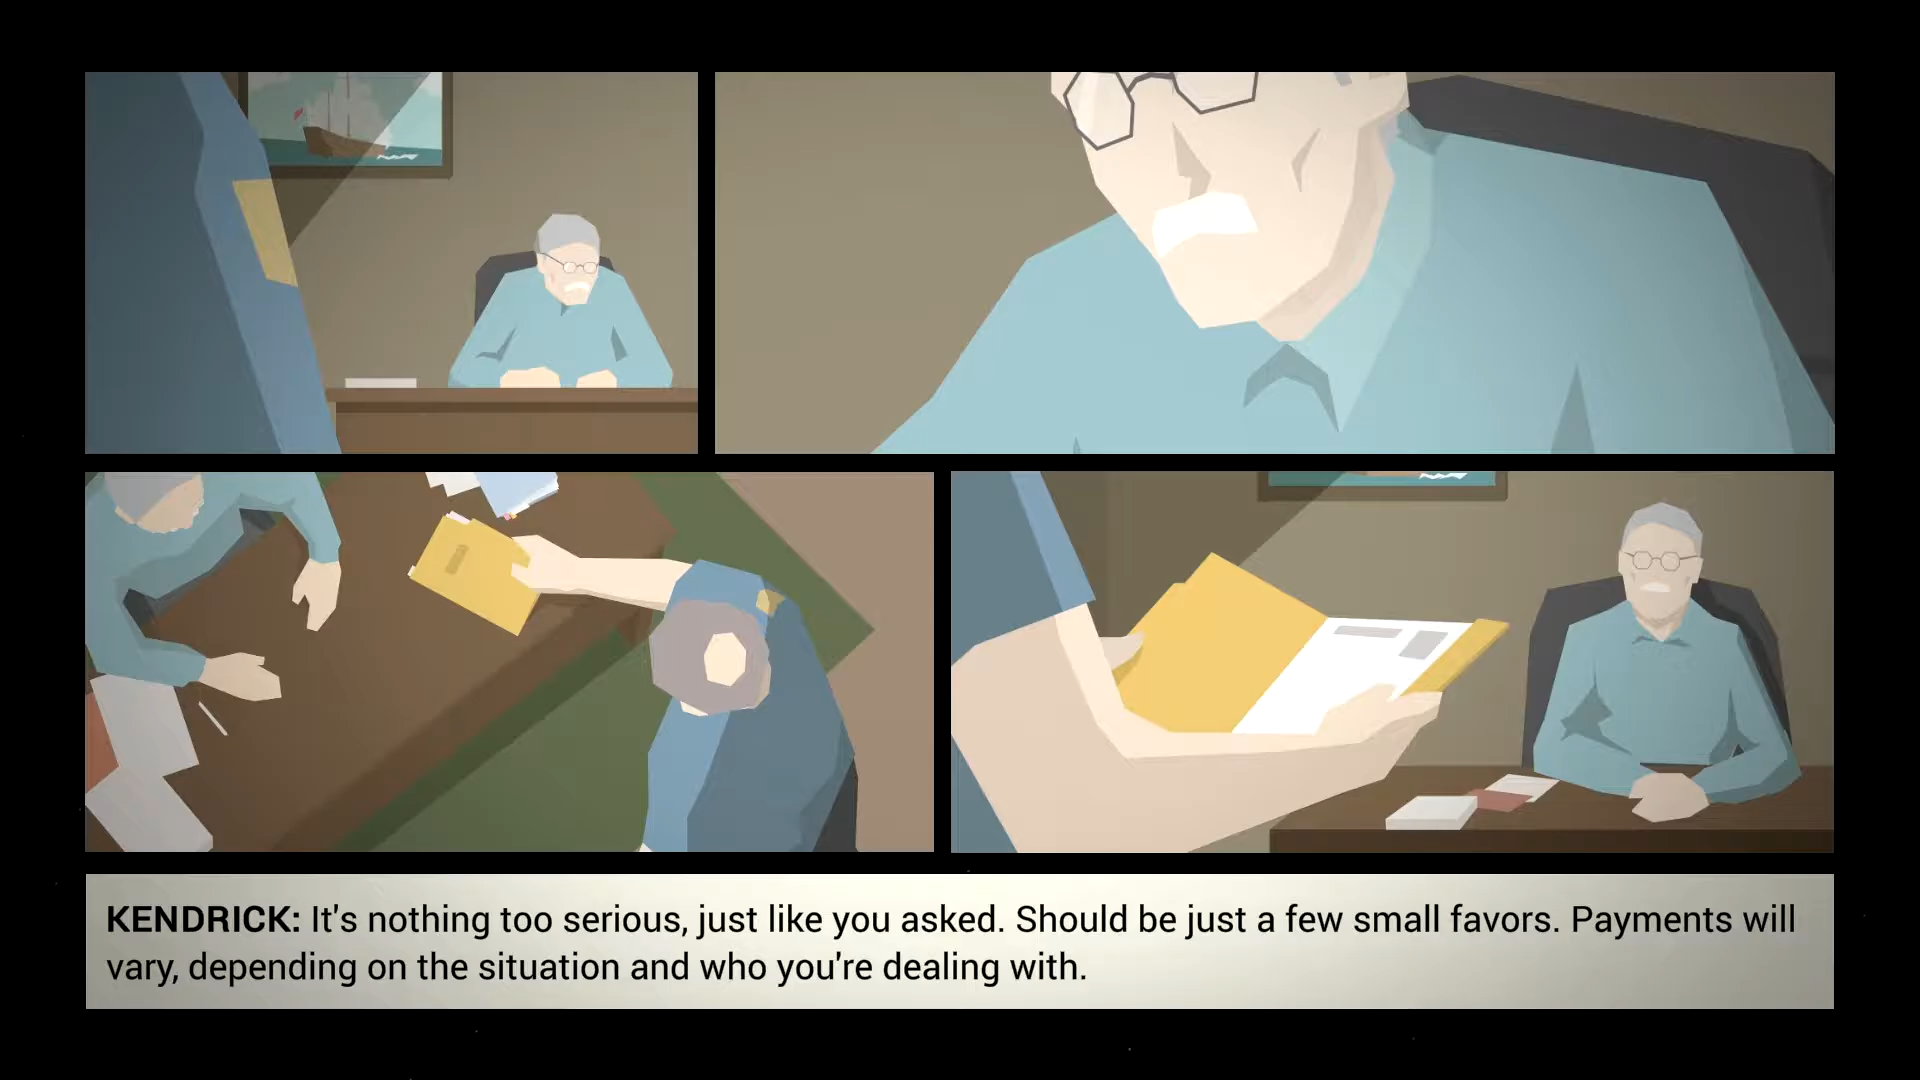 KENDRICK: It's nothing too serious, just like you asked. Should be just a few small favors. Payments will
vary, depending on the situation and who you're dealing with.